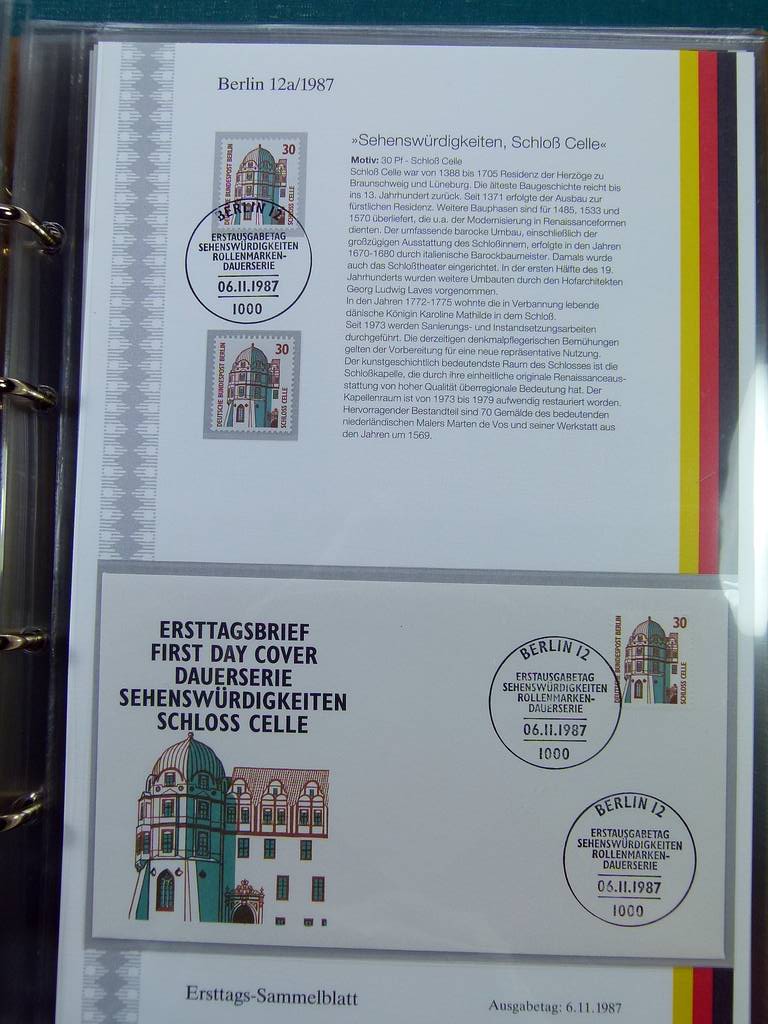 Berlin 12a/1987
30
DEUTSCHE BUNDESPOST BERLIN
SCHLOSS CELLE
BERLIN 12
ERSTAUSGABETAG
SEHENSWÜRDIGKEITEN
ROLLENMARKEN-
DAUERSERIE
06.11.1987
1000
30
DEUTSCHE BUNDESPOST BERLIN
SCHLOSS CELLE
»Sehenswürdigkeiten, Schloß Celle«
Motiv: 30 Pf - Schloß Celle
Schloß Celle war von 1388 bis 1705 Residenz der Herzöge zu
Braunschweig und Lüneburg. Die älteste Baugeschichte reicht bis
ins 13. Jahrhundert zurück. Seit 1371 erfolgte der Ausbau zur
fürstlichen Residenz. Weitere Bauphasen sind für 1485, 1533 und
1570 überliefert, die u.a. der Modernisierung in Renaissanceformen
dienten. Der umfassende barocke Umbau, einschließlich der
großzügigen Ausstattung des Schloßinnern, erfolgte in den Jahren
1670-1680 durch italienische Barockbaumeister. Damals wurde
auch das Schloßtheater eingerichtet. In der ersten Hälfte des 19.
Jahrhunderts wurden weitere Umbauten durch den Hofarchitekten
Georg Ludwig Laves vorgenommen.
In den Jahren 1772-1775 wohnte die in Verbannung lebende
dänische Königin Karoline Mathilde in dem Schloß.
Seit 1973 werden Sanierungs- und Instandsetzungsarbeiten
durchgeführt. Die derzeitigen denkmalpflegerischen Bemühungen
gelten der Vorbereitung für eine neue repräsentative Nutzung.
Der kunstgeschichtlich bedeutendste Raum des Schlosses ist die
Schloßkapelle, die durch ihre einheitliche originale Renaissanceaus-
stattung von hoher Qualität überregionale Bedeutung hat. Der
Kapellenraum ist von 1973 bis 1979 aufwendig restauriert worden.
Hervorragender Bestandteil sind 70 Gemälde des bedeutenden
niederländischen Malers Marten de Vos und seiner Werkstatt aus
den Jahren um 1569.
ERSTTAGSBRIEF
FIRST DAY COVER
DAUERSERIE
SEHENSWÜRDIGKEITEN
SCHLOSS CELLE
30
DEUTSCHE BUNDESPOST BERLIN
SCHLOSS CELLE
BERLIN 12
ERSTAUSGABETAG
SEHENSWÜRDIGKEITEN
ROLLENMARKEN-
DAUERSERIE
06.11.1987
1000
BERLIN 12
ERSTAUSGABETAG
SEHENSWÜRDIGKEITEN
ROLLENMARKEN-
DAUERSERIE
06.11.1987
1000
Ersttags-Sammelblatt
Ausgabetag: 6.11.1987